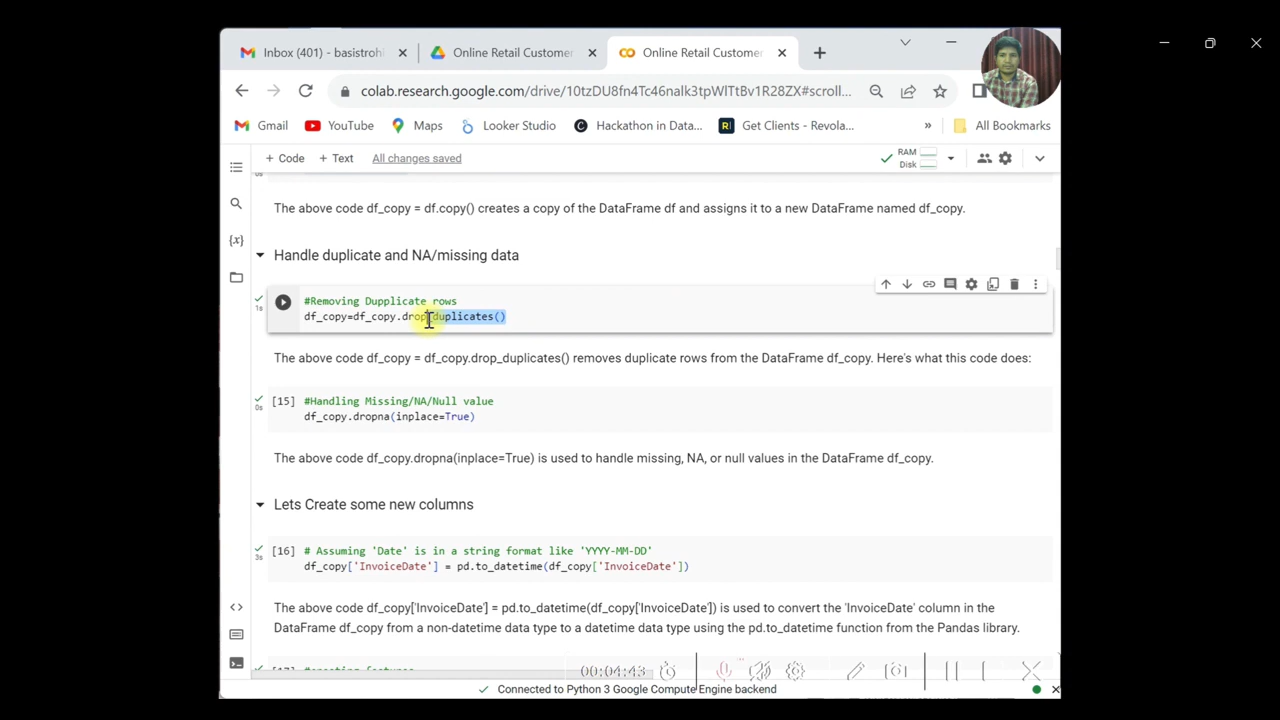 Inbox (401) - basistrohi
Online Retail Customer
Online Retail Customer
colab.research.google.com/drive/10tzDU8fn4Tc46nalk3tpWlTtBv1R28ZX#scroll...
Gmail
YouTube
Maps
Looker Studio
Hackathon in Data...
Get Clients - Revola...
»
All Bookmarks
+ Code
+ Text
All changes saved
RAM
Disk
0s
The above code df_copy = df.copy() creates a copy of the DataFrame df and assigns it to a new DataFrame named df_copy.
Handle duplicate and NA/missing data
1s
#Removing Dupplicate rows
df_copy=df_copy.drop_duplicates()
The above code df_copy = df_copy.drop_duplicates() removes duplicate rows from the DataFrame df_copy. Here's what this code does:
0s
[15] #Handling Missing/NA/Null value
df_copy.dropna(inplace=True)
The above code df_copy.dropna(inplace=True) is used to handle missing, NA, or null values in the DataFrame df_copy.
Lets Create some new columns
3s
[16] # Assuming 'Date' is in a string format like 'YYYY-MM-DD'
df_copy['InvoiceDate'] = pd.to_datetime(df_copy['InvoiceDate'])
The above code df_copy['InvoiceDate'] = pd.to_datetime(df_copy['InvoiceDate']) is used to convert the 'InvoiceDate' column in the
DataFrame df_copy from a non-datetime data type to a datetime data type using the pd.to_datetime function from the Pandas library.
[17] #creating features
00:04:43
Connected to Python 3 Google Compute Engine backend